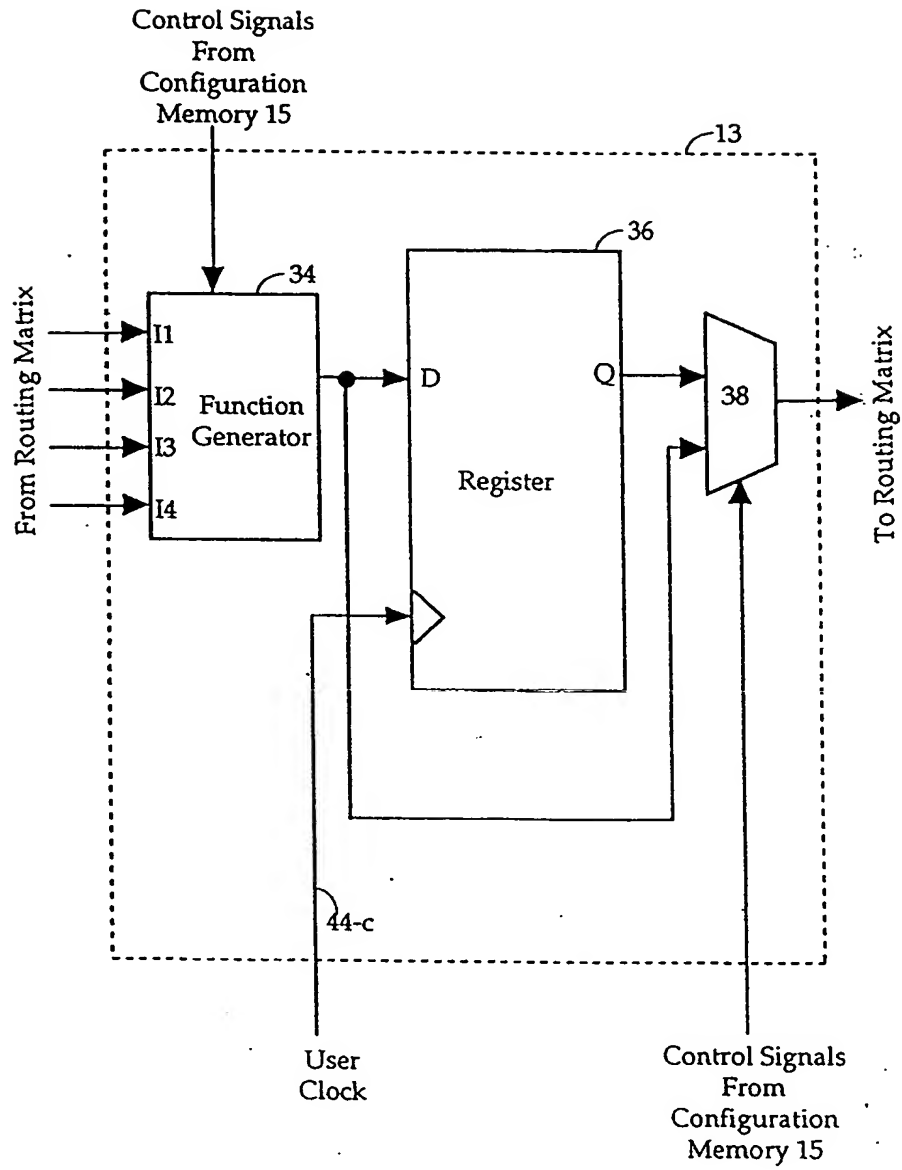 Control Signals
From
Configuration
Memory 15
13
36
34
From Routing Matrix
I1
I2
I3
I4
Function
Generator
D
Q
Register
38
To Routing Matrix
44-c
User
Clock
Control Signals
From
Configuration
Memory 15